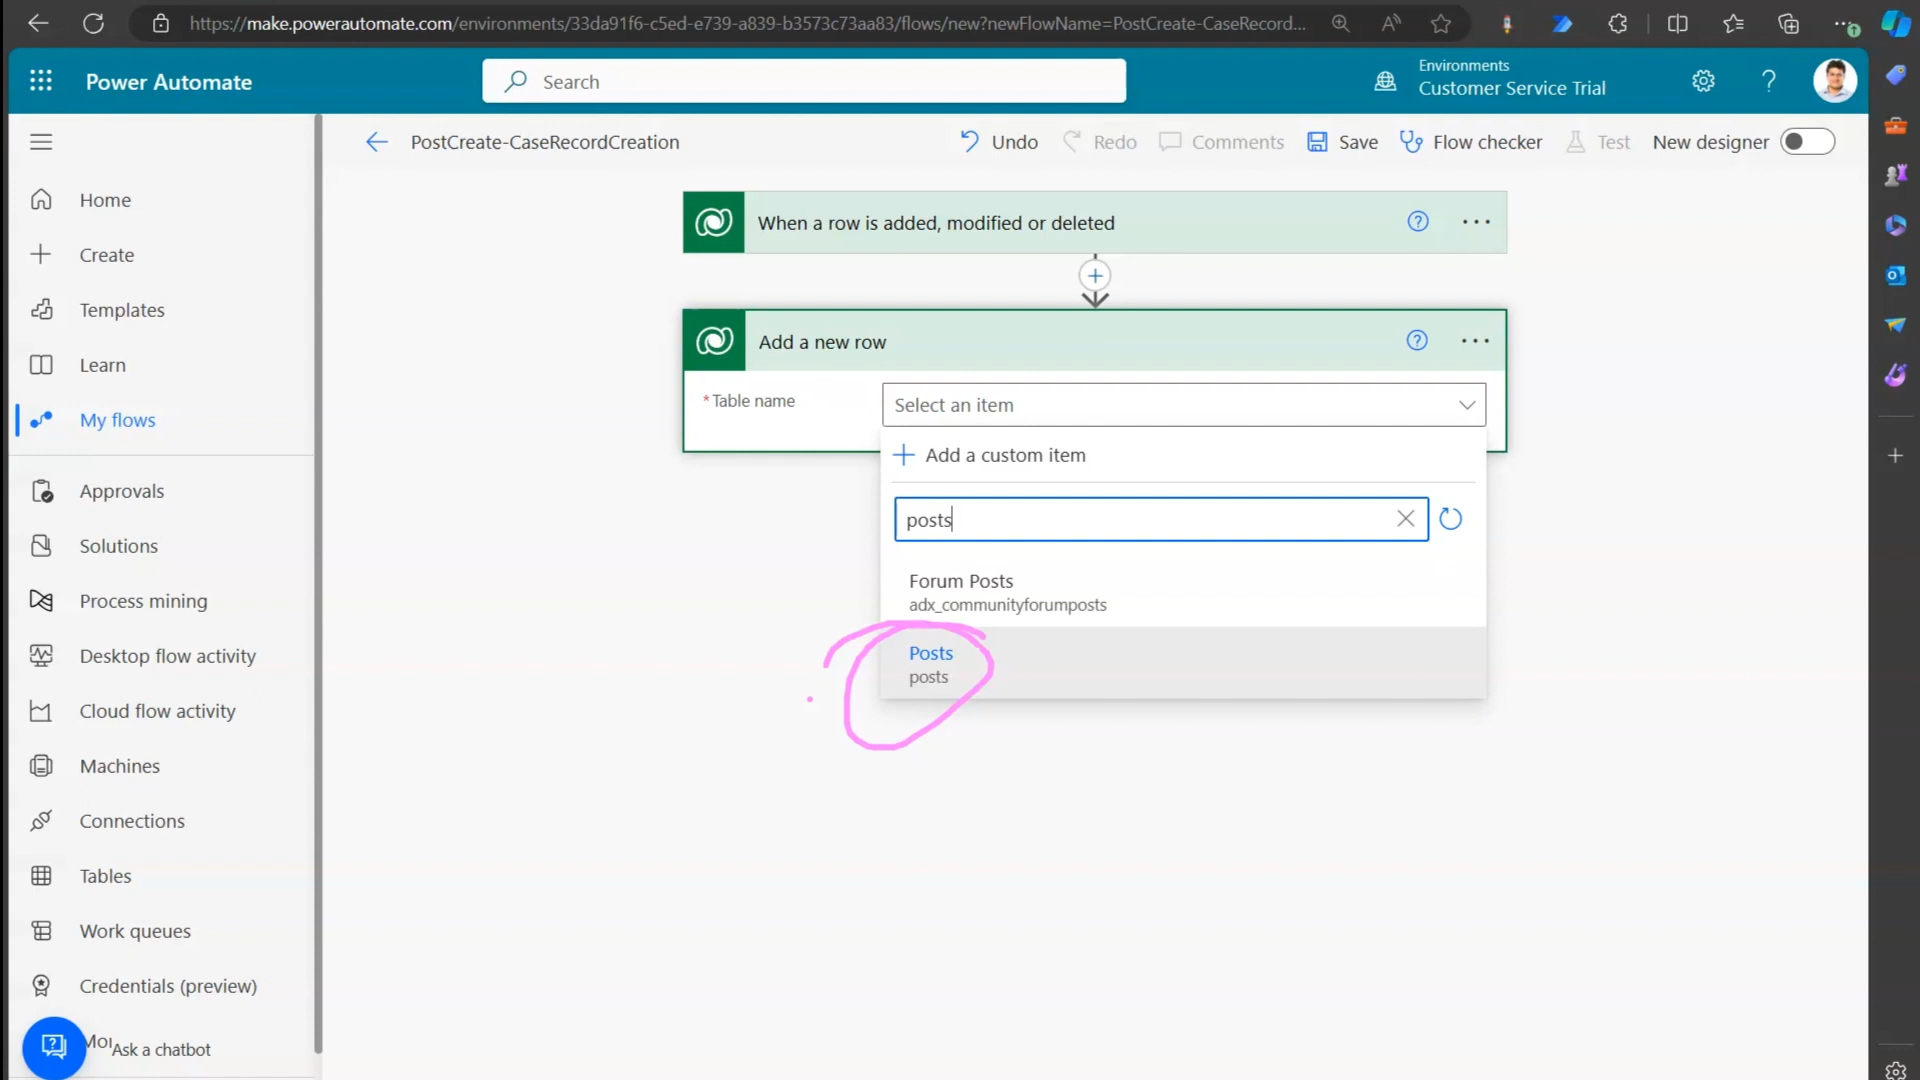 https://make.powerautomate.com/environments/33da91f6-c5ed-e739-a839-b3573c73aa83/flows/new?newFlowName=PostCreate-CaseRecord...
Power Automate
Search
Environments
Customer Service Trial
PostCreate-CaseRecordCreation
Undo
Redo
Comments
Save
Flow checker
Test
New designer
Home
Create
Templates
Learn
My flows
Approvals
Solutions
Process mining
Desktop flow activity
Cloud flow activity
Machines
Connections
Tables
Work queues
Credentials (preview)
Ask a chatbot
When a row is added, modified or deleted
Add a new row
*Table name
Select an item
Add a custom item
posts
Forum Posts
adx_communityforumposts
Posts
posts